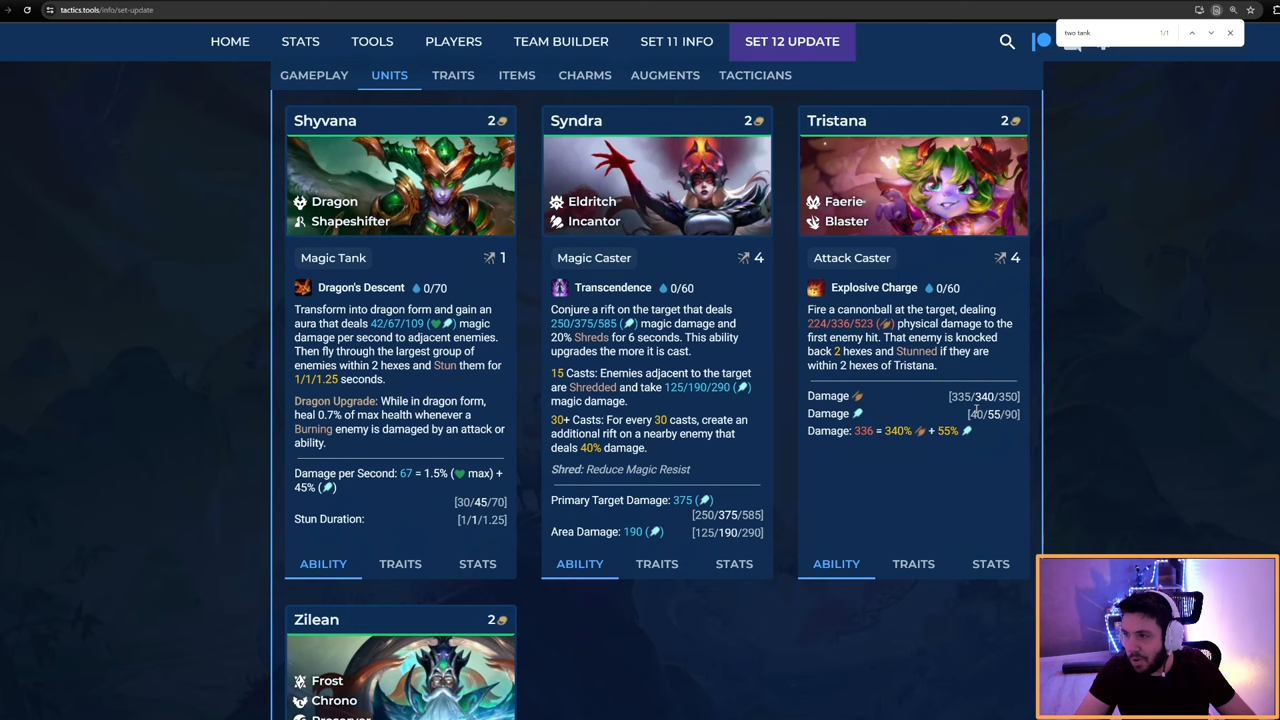 tactics.tools/info/set-update
two tank
1/1
HOME
STATS
TOOLS
PLAYERS
TEAM BUILDER
SET 11 INFO
SET 12 UPDATE
GAMEPLAY
UNITS
TRAITS
ITEMS
CHARMS
AUGMENTS
TACTICIANS
Shyvana
2
Dragon
Shapeshifter
Magic Tank
1
Dragon's Descent 0/70
Transform into dragon form and gain an
aura that deals 42/67/109 ( ) magic
damage per second to adjacent enemies.
Then fly through the largest group of
enemies within 2 hexes and Stun them for
1/1/1.25 seconds.
Dragon Upgrade: While in dragon form,
heal 0.7% of max health whenever a
Burning enemy is damaged by an attack or
ability.
Damage per Second: 67 = 1.5% ( max) +
45% ( )
[30/45/70]
Stun Duration:
[1/1/1.25]
ABILITY
TRAITS
STATS
Syndra
2
Eldritch
Incantor
Magic Caster
4
Transcendence 0/60
Conjure a rift on the target that deals
250/375/585 ( ) magic damage and
20% Shreds for 6 seconds. This ability
upgrades the more it is cast.
15 Casts: Enemies adjacent to the target
are Shredded and take 125/190/290 ( )
magic damage.
30+ Casts: For every 30 casts, create an
additional rift on a nearby enemy that
deals 40% damage.
Shred: Reduce Magic Resist
Primary Target Damage: 375 ( )
[250/375/585]
Area Damage: 190 ( ) [125/190/290]
ABILITY
TRAITS
STATS
Tristana
2
Faerie
Blaster
Attack Caster
4
Explosive Charge 0/60
Fire a cannonball at the target, dealing
224/336/523 ( ) physical damage to the
first enemy hit. That enemy is knocked
back 2 hexes and Stunned if they are
within 2 hexes of Tristana.
Damage [335/340/350]
Damage [40/55/90]
Damage: 336 = 340% + 55%
ABILITY
TRAITS
STATS
Zilean
2
Frost
Chrono
Preserver